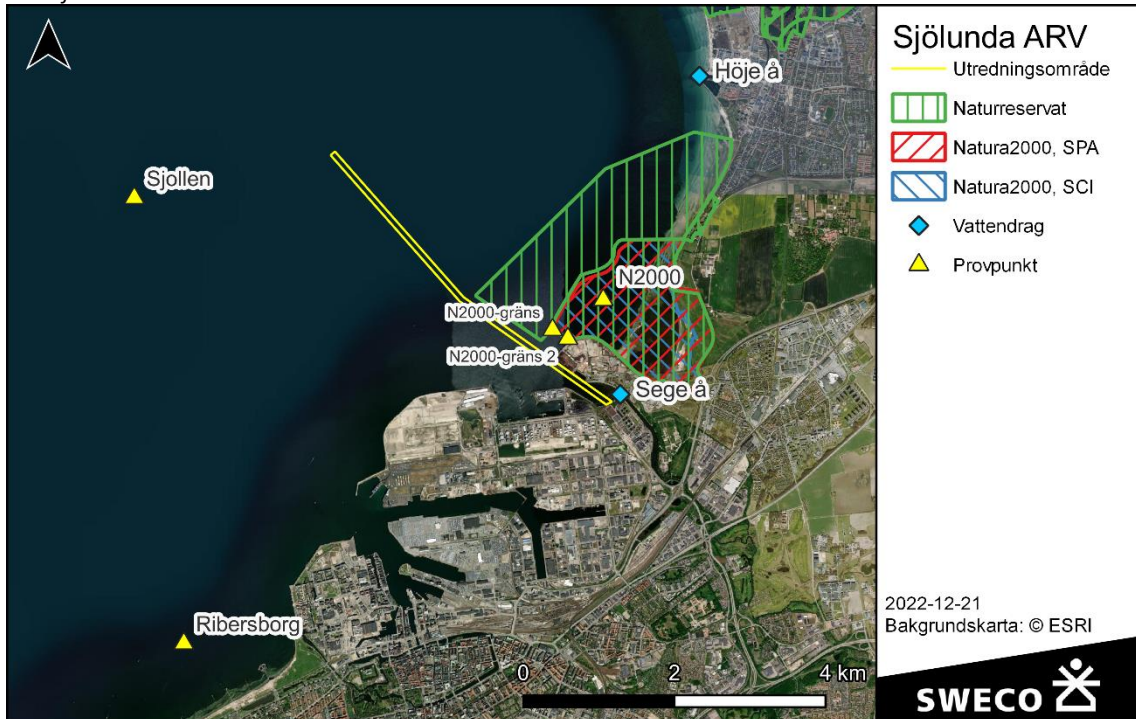 Sjölunda ARV
Utredningsområde
Naturreservat
Natura2000, SPA
Natura2000, SCI
Vattendrag
Provpunkt
Höje å
Sjollen
N2000
N2000-gräns
N2000-gräns 2
Sege å
Ribersborg
0 2 4 km
2022-12-21
Bakgrundskarta: © ESRI
SWECO